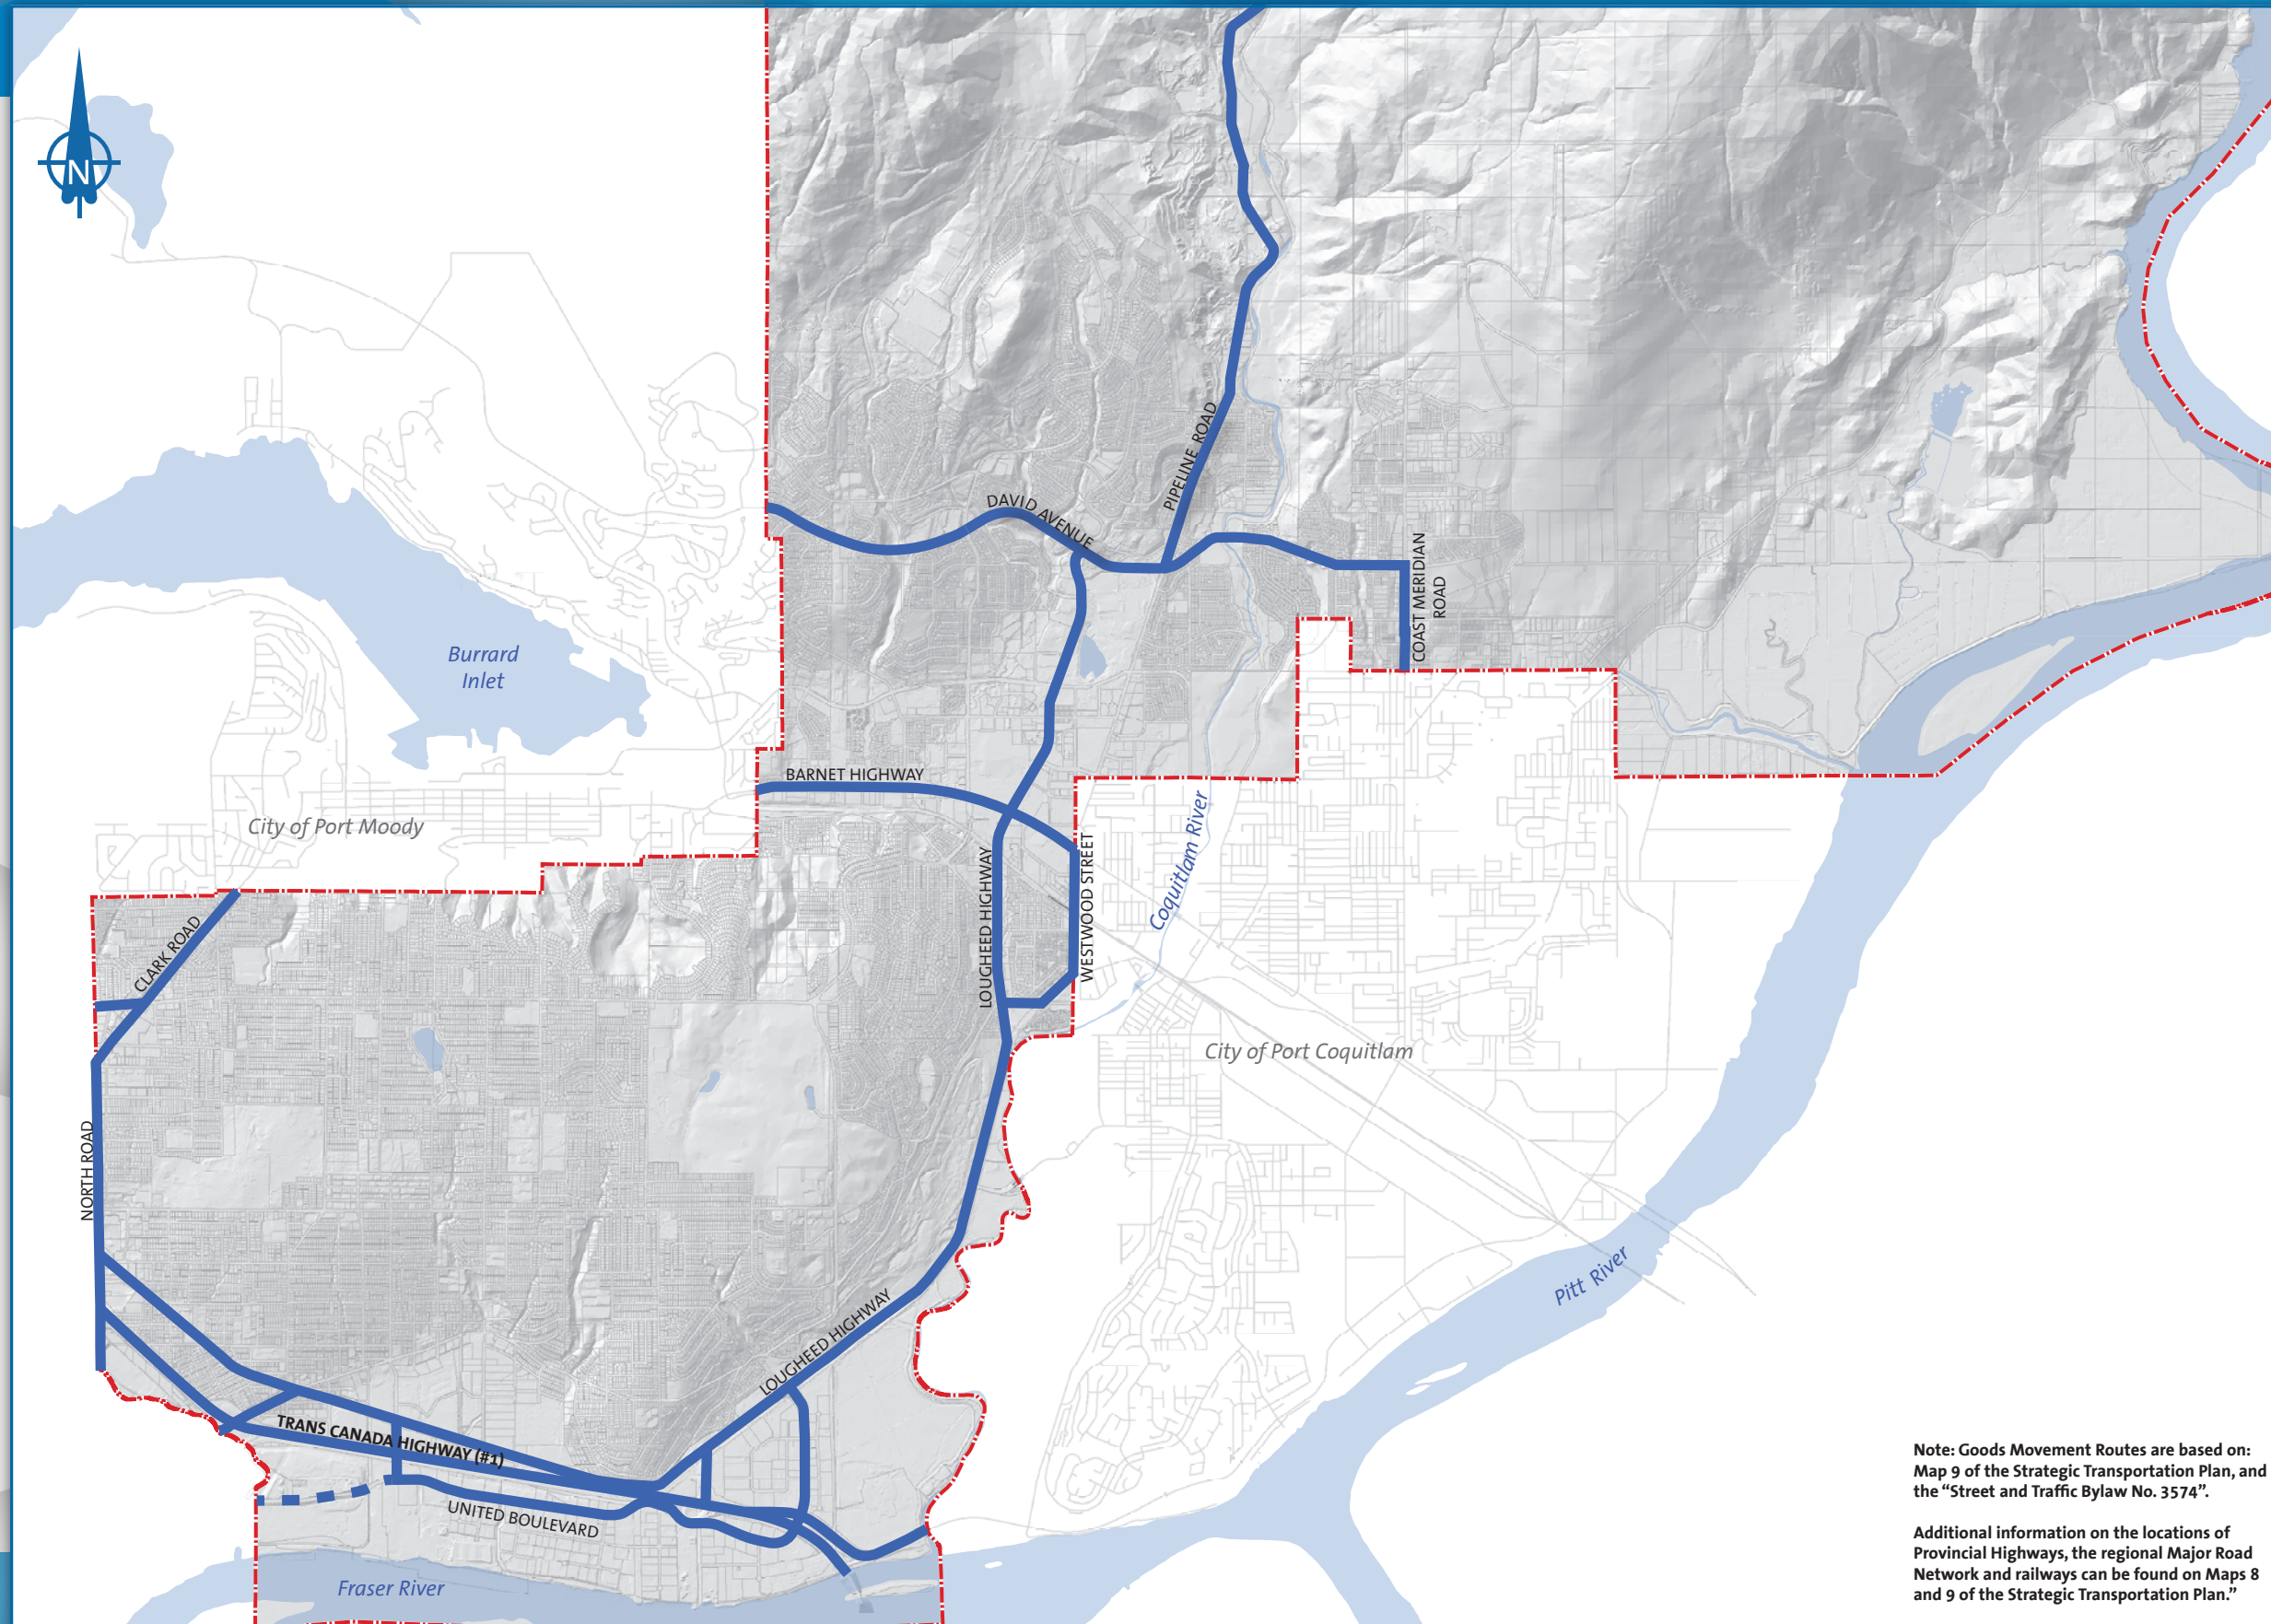 N
PIPELINE ROAD
DAVID AVENUE
COAST MERIDIAN
ROAD
Burrard
Inlet
BARNET HIGHWAY
City of Port Moody
Coquitlam River
LOUGHEED HIGHWAY
WESTWOOD STREET
CLARK ROAD
City of Port Coquitlam
NORTH ROAD
Pitt River
LOUGHEED HIGHWAY
TRANS CANADA HIGHWAY (#1)
UNITED BOULEVARD
Fraser River
Note: Goods Movement Routes are based on:
Map 9 of the Strategic Transportation Plan, and
the “Street and Traffic Bylaw No. 3574”.
Additional information on the locations of
Provincial Highways, the regional Major Road
Network and railways can be found on Maps 8
and 9 of the Strategic Transportation Plan.”